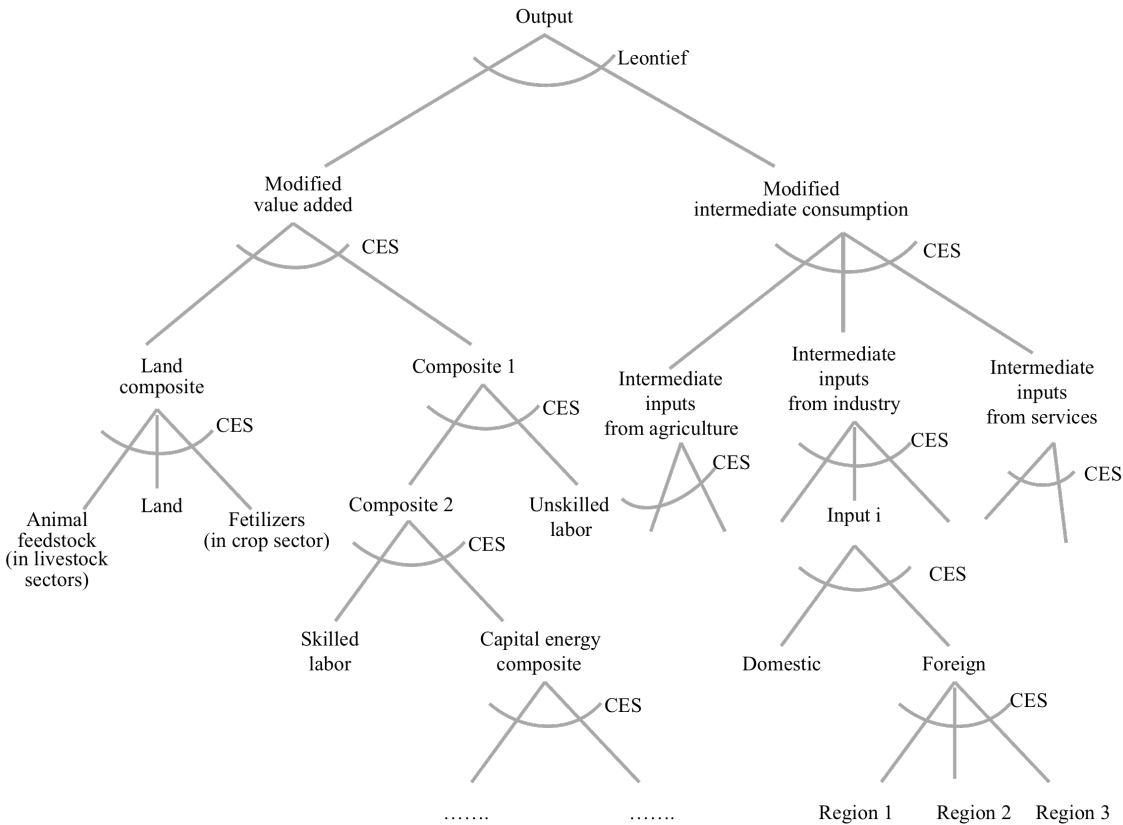 Output
Leontief
Modified
value added
Modified
intermediate consumption
CES
CES
Land
composite
Composite 1
Intermediate
inputs
from agriculture
Intermediate
inputs
from industry
Intermediate
inputs
from services
CES
CES
CES
CES
CES
Animal
feedstock
(in livestock
sectors)
Land
Fetilizers
(in crop sector)
Composite 2
Unskilled
labor
Input i
CES
CES
Skilled
labor
Capital energy
composite
Domestic
Foreign
CES
CES
.......
.......
Region 1
Region 2
Region 3